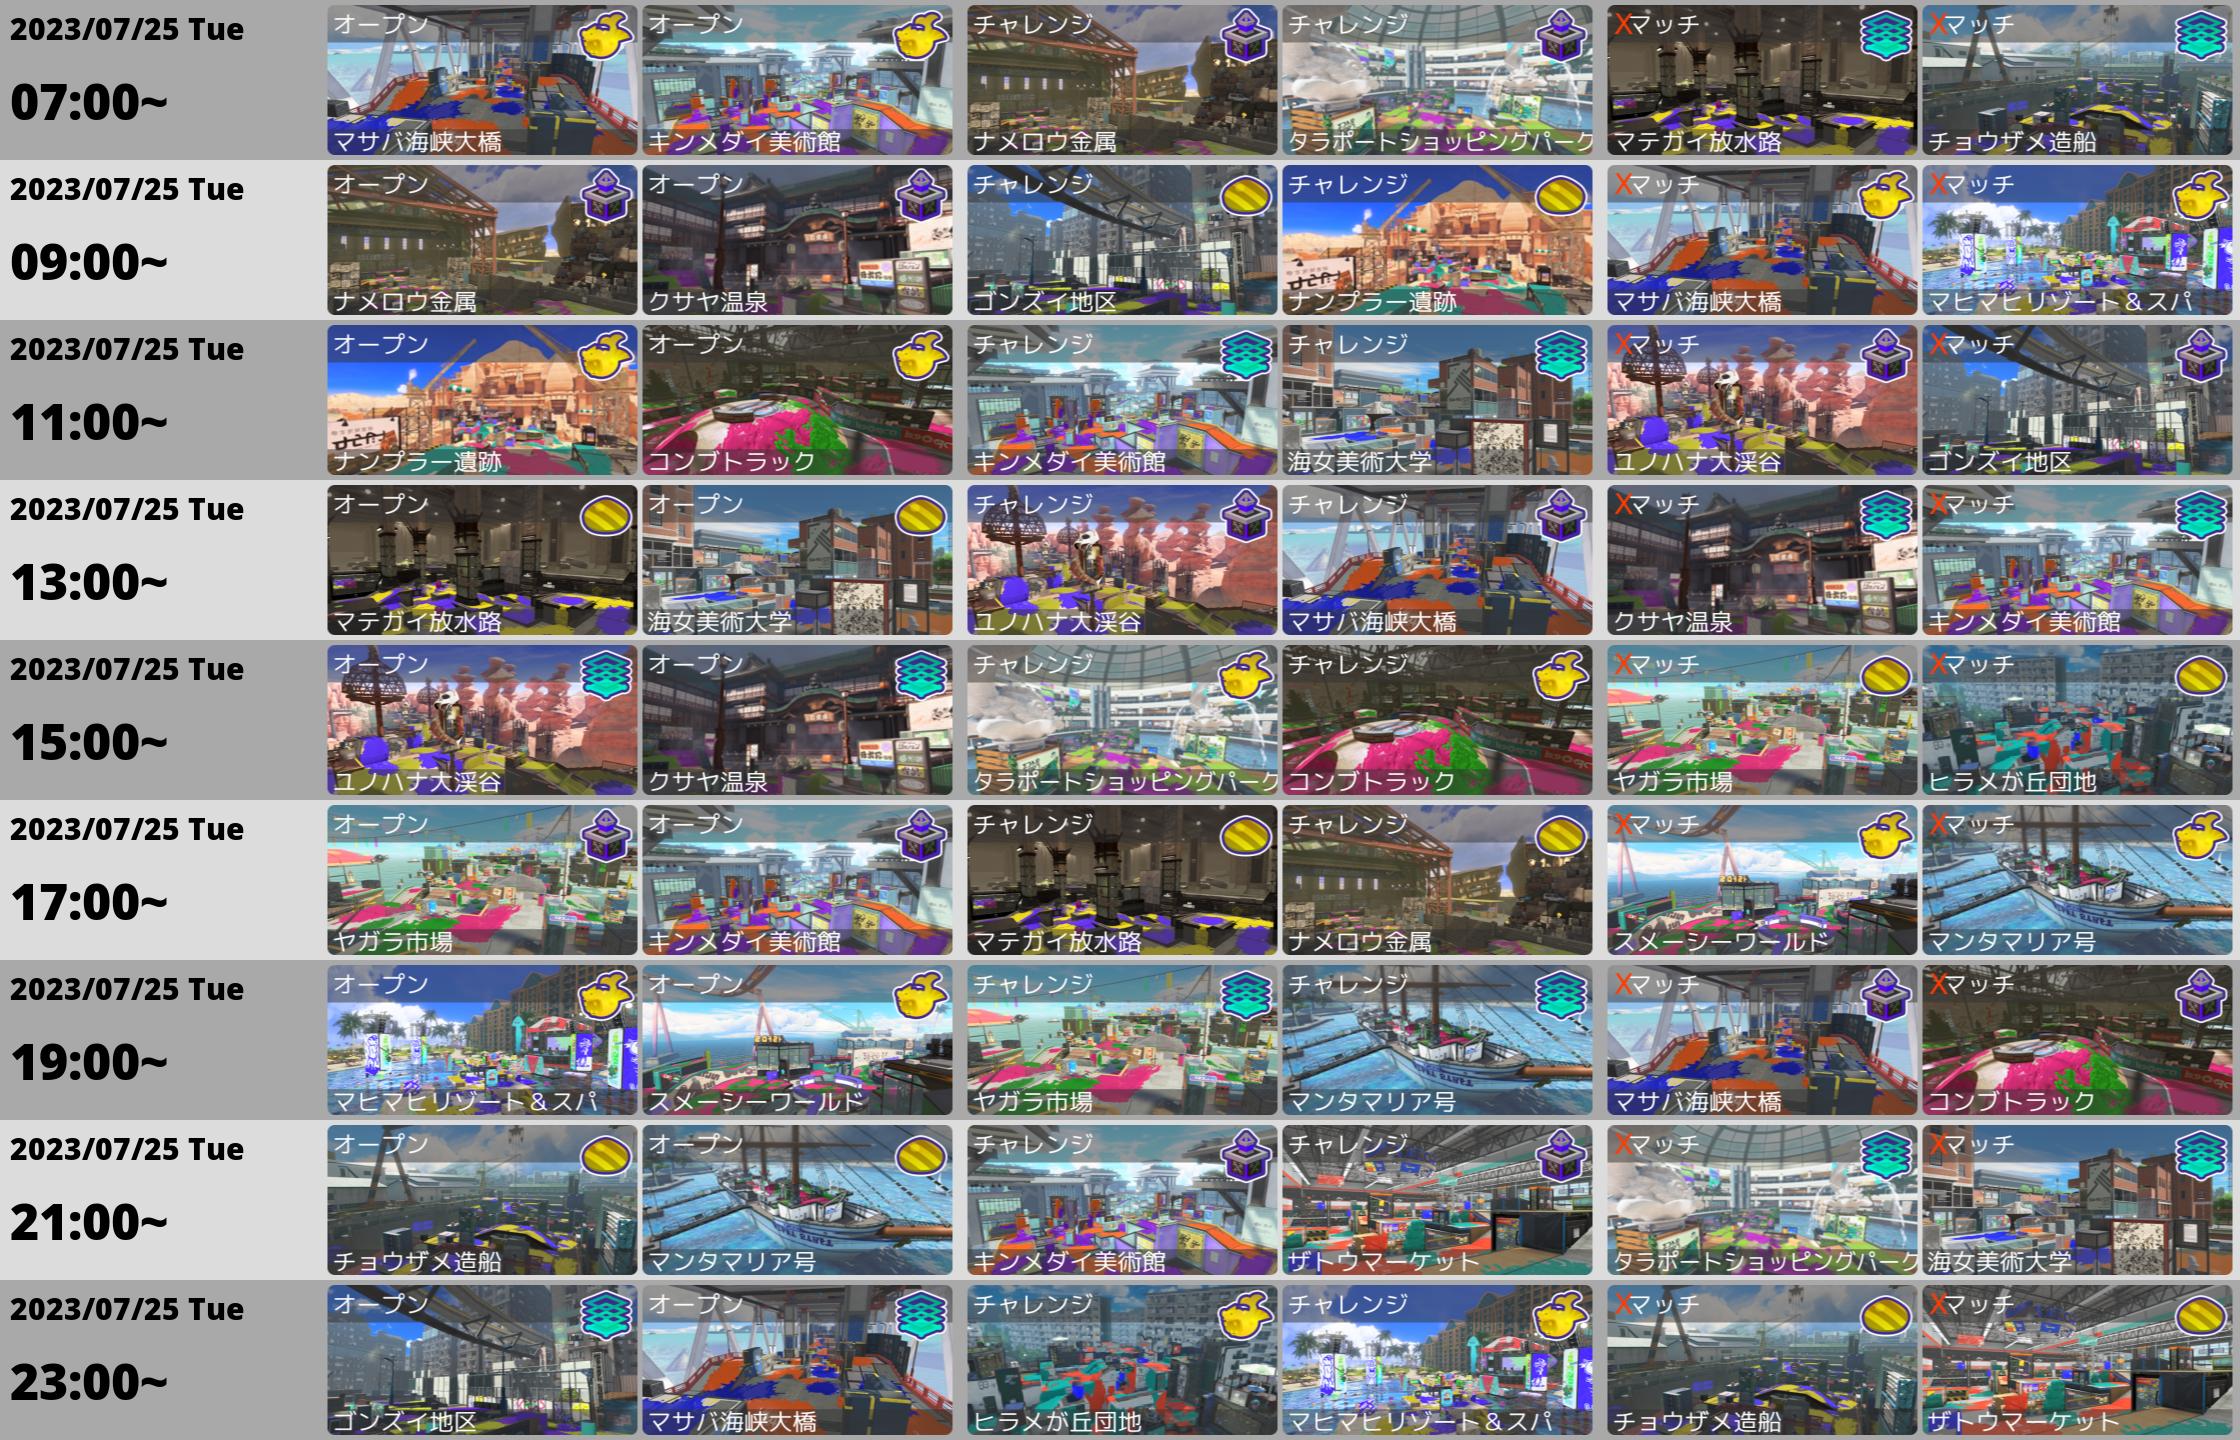 2023/07/25 Tue
07:00~
オープン
マサバ海峡大橋
オープン
キンメダイ美術館
チャレンジ
ナメロウ金属
チャレンジ
タラポートショッピングパーク
Xマッチ
マテガイ放水路
Xマッチ
チョウザメ造船
2023/07/25 Tue
09:00~
オープン
ナメロウ金属
オープン
クサヤ温泉
チャレンジ
ゴンズイ地区
チャレンジ
ナンプラー遺跡
Xマッチ
マサバ海峡大橋
Xマッチ
マヒマヒリゾート＆スパ
2023/07/25 Tue
11:00~
オープン
ナンプラー遺跡
オープン
コンブトラック
チャレンジ
キンメダイ美術館
チャレンジ
海女美術大学
Xマッチ
ユノハナ大渓谷
Xマッチ
ゴンズイ地区
2023/07/25 Tue
13:00~
オープン
マテガイ放水路
オープン
海女美術大学
チャレンジ
ユノハナ大渓谷
チャレンジ
マサバ海峡大橋
Xマッチ
クサヤ温泉
Xマッチ
キンメダイ美術館
2023/07/25 Tue
15:00~
オープン
ユノハナ大渓谷
オープン
クサヤ温泉
チャレンジ
タラポートショッピングパーク
チャレンジ
コンブトラック
Xマッチ
ヤガラ市場
Xマッチ
ヒラメが丘団地
2023/07/25 Tue
17:00~
オープン
ヤガラ市場
オープン
キンメダイ美術館
チャレンジ
マテガイ放水路
チャレンジ
ナメロウ金属
Xマッチ
スメーシーワールド
Xマッチ
マンタマリア号
2023/07/25 Tue
19:00~
オープン
マヒマヒリゾート＆スパ
オープン
スメーシーワールド
チャレンジ
ヤガラ市場
チャレンジ
マンタマリア号
Xマッチ
マサバ海峡大橋
Xマッチ
コンブトラック
2023/07/25 Tue
21:00~
オープン
チョウザメ造船
オープン
マンタマリア号
チャレンジ
キンメダイ美術館
チャレンジ
ザトウマーケット
Xマッチ
タラポートショッピングパーク
Xマッチ
海女美術大学
2023/07/25 Tue
23:00~
オープン
ゴンズイ地区
オープン
マサバ海峡大橋
チャレンジ
ヒラメが丘団地
チャレンジ
マヒマヒリゾート＆スパ
Xマッチ
チョウザメ造船
Xマッチ
ザトウマーケット